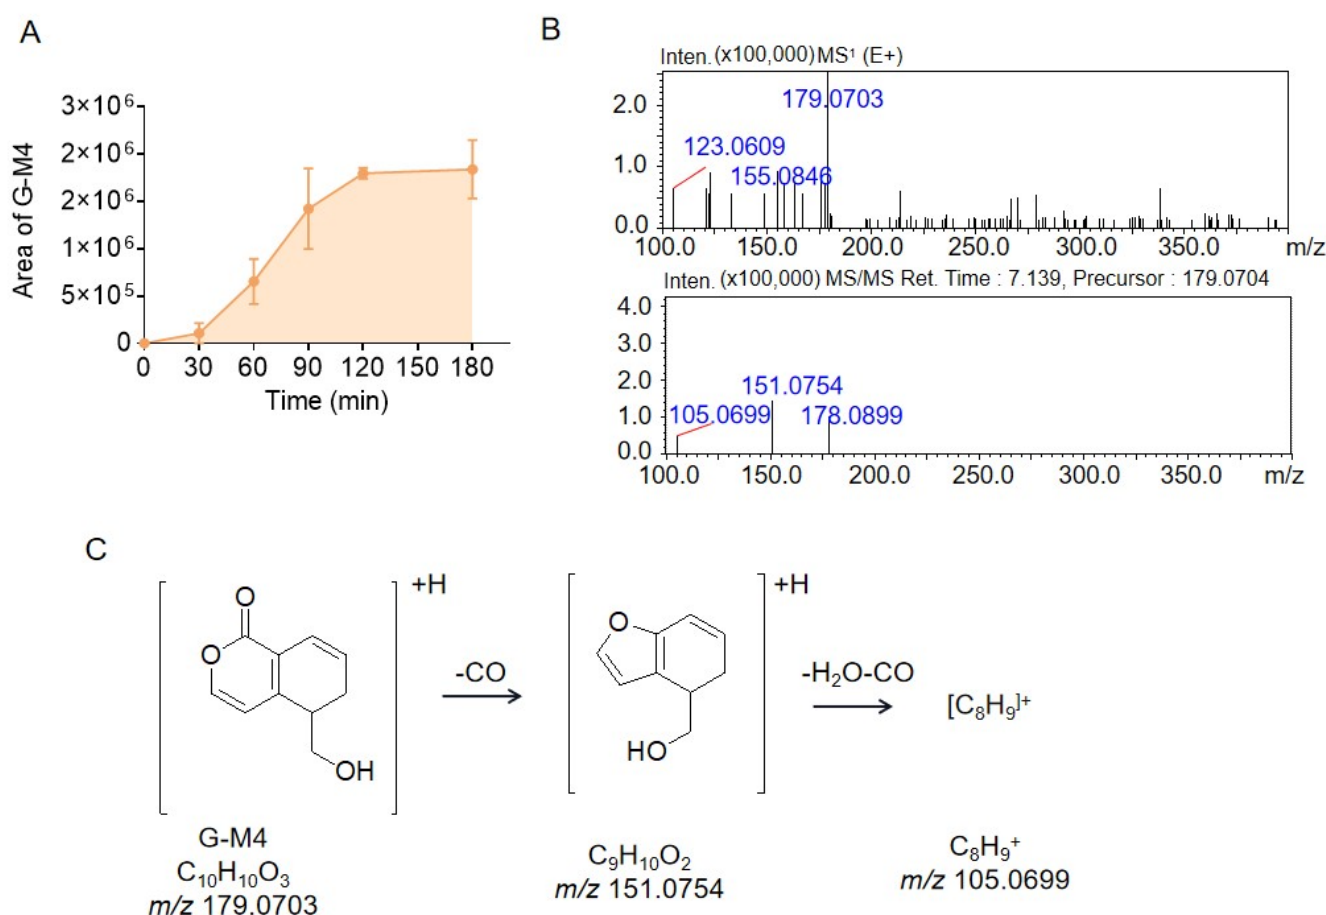 A
Area of G-M4
3×10⁶
2×10⁶
2×10⁶
1×10⁶
5×10⁵
0
0 30 60 90 120 150 180
Time (min)
B
Inten. (x100,000) MS¹ (E+)
2.0
1.0
0.0
179.0703
123.0609
155.0846
100.0 150.0 200.0 250.0 300.0 350.0 m/z
Inten. (x100,000) MS/MS Ret. Time : 7.139, Precursor : 179.0704
4.0
3.0
2.0
1.0
0.0
151.0754
105.0699 178.0899
100.0 150.0 200.0 250.0 300.0 350.0 m/z
C
+H
O
O
OH
-CO
+H
O
HO
-H₂O-CO
[C₈H₉]⁺
G-M4
C₁₀H₁₀O₃
m/z 179.0703
C₉H₁₀O₂
m/z 151.0754
C₈H₉⁺
m/z 105.0699